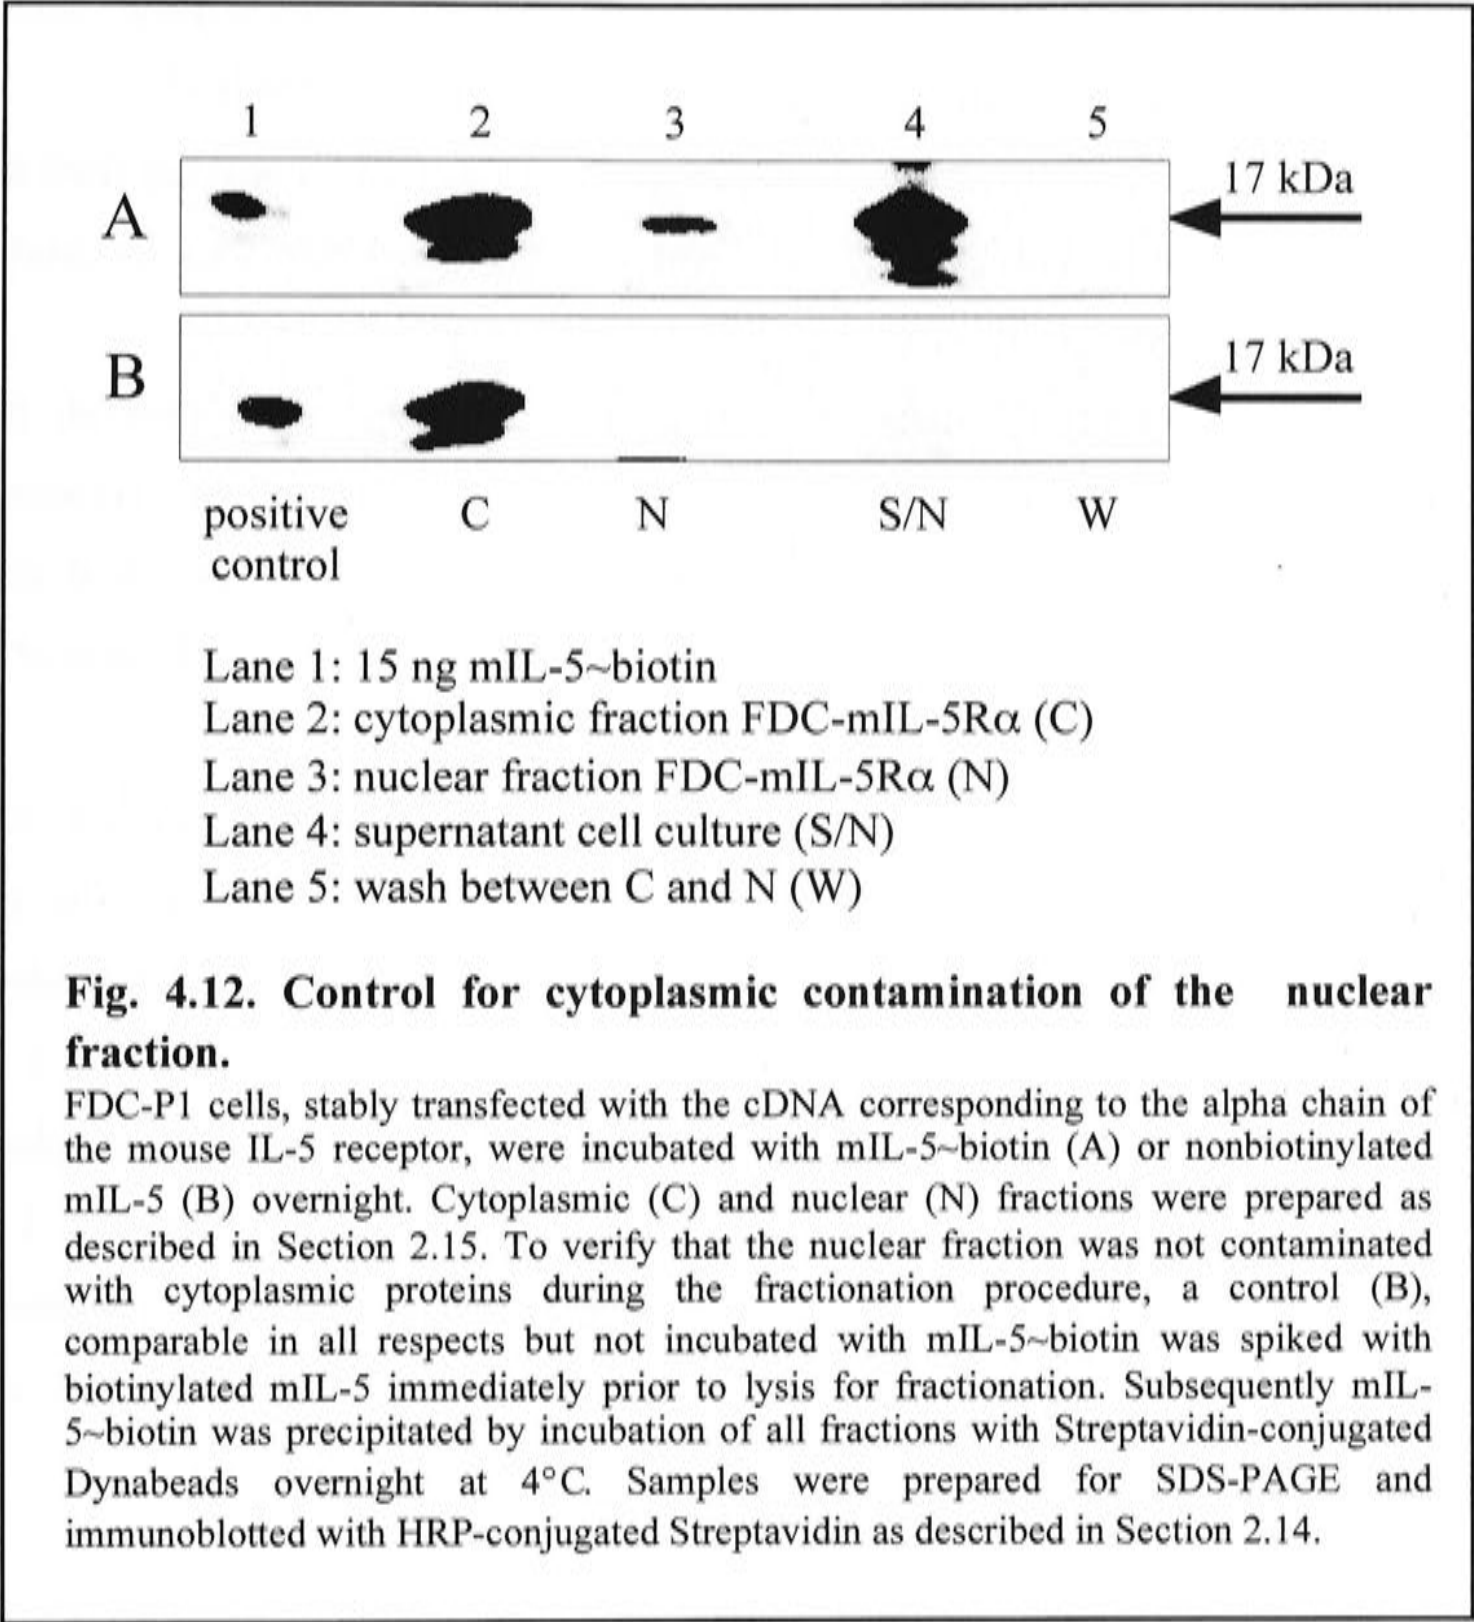 1 2 3 4 5
A 17 kDa
B 17 kDa
positive C N S/N W
control
Lane 1: 15 ng mIL-5~biotin
Lane 2: cytoplasmic fraction FDC-mIL-5Rα (C)
Lane 3: nuclear fraction FDC-mIL-5Rα (N)
Lane 4: supernatant cell culture (S/N)
Lane 5: wash between C and N (W)
Fig. 4.12. Control for cytoplasmic contamination of the nuclear
fraction.
FDC-P1 cells, stably transfected with the cDNA corresponding to the alpha chain of
the mouse IL-5 receptor, were incubated with mIL-5~biotin (A) or nonbiotinylated
mIL-5 (B) overnight. Cytoplasmic (C) and nuclear (N) fractions were prepared as
described in Section 2.15. To verify that the nuclear fraction was not contaminated
with cytoplasmic proteins during the fractionation procedure, a control (B),
comparable in all respects but not incubated with mIL-5~biotin was spiked with
biotinylated mIL-5 immediately prior to lysis for fractionation. Subsequently mIL-
5~biotin was precipitated by incubation of all fractions with Streptavidin-conjugated
Dynabeads overnight at 4°C. Samples were prepared for SDS-PAGE and
immunoblotted with HRP-conjugated Streptavidin as described in Section 2.14.